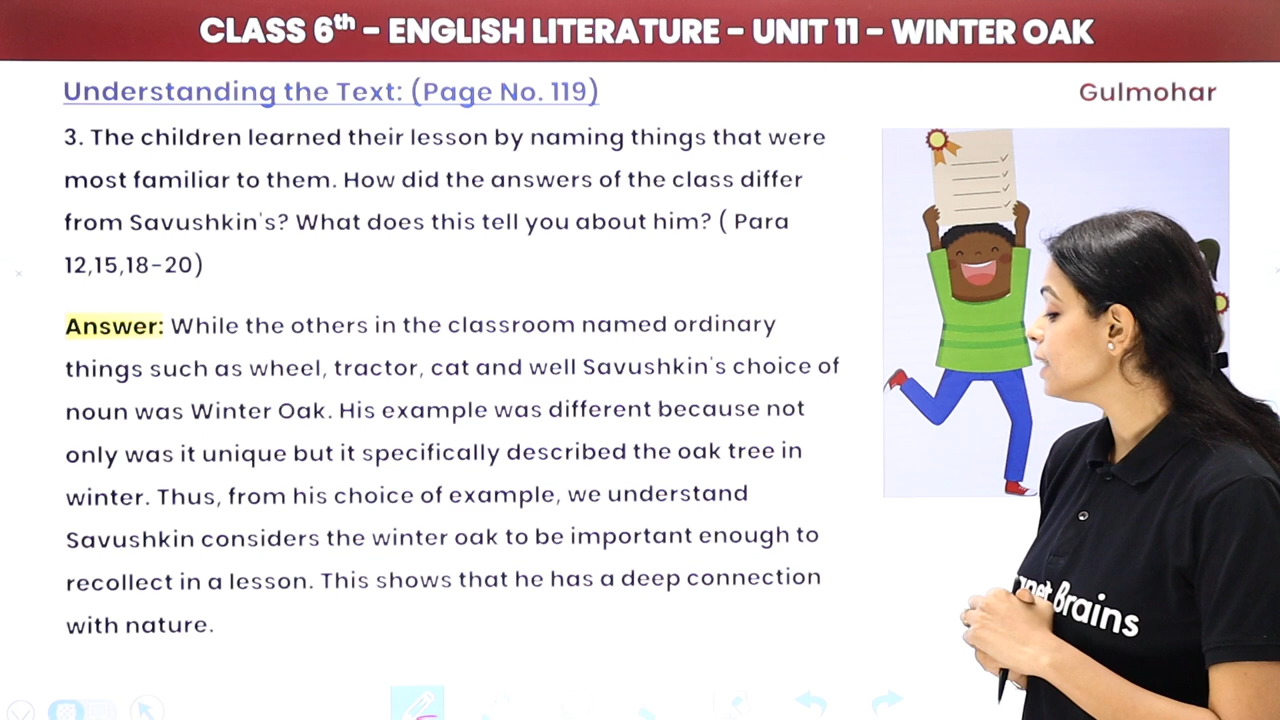 CLASS 6th - ENGLISH LITERATURE - UNIT 11 - WINTER OAK
Understanding the Text: (Page No. 119)
Gulmohar
3. The children learned their lesson by naming things that were
most familiar to them. How did the answers of the class differ
from Savushkin's? What does this tell you about him? ( Para
12,15,18-20)
Answer: While the others in the classroom named ordinary
things such as wheel, tractor, cat and well Savushkin's choice of
noun was Winter Oak. His example was different because not
only was it unique but it specifically described the oak tree in
winter. Thus, from his choice of example, we understand
Savushkin considers the winter oak to be important enough to
recollect in a lesson. This shows that he has a deep connection
with nature.
Brains